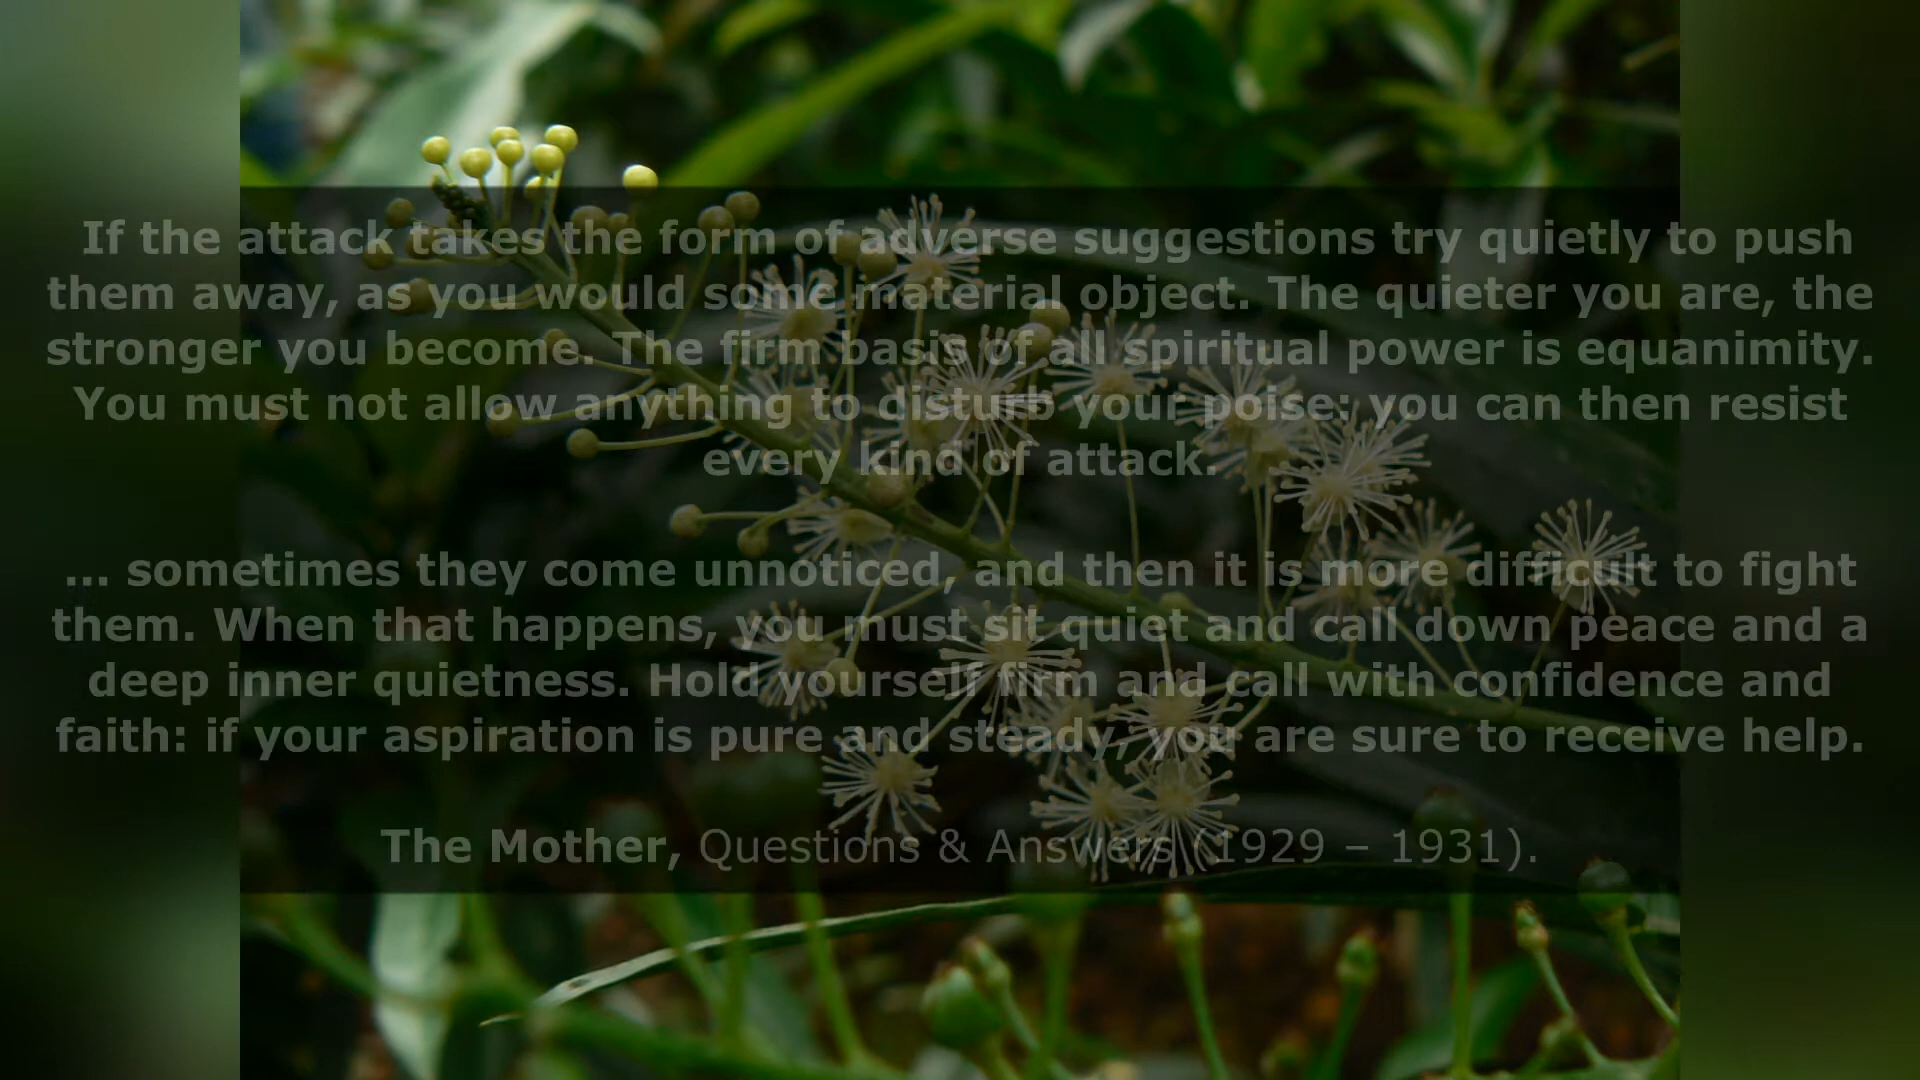 If the attack takes the form of adverse suggestions try quietly to push
them away, as you would some material object. The quieter you are, the
stronger you become. The firm basis of all spiritual power is equanimity.
You must not allow anything to disturb your poise: you can then resist
every kind of attack.
... sometimes they come unnoticed, and then it is more difficult to fight
them. When that happens, you must sit quiet and call down peace and a
deep inner quietness. Hold yourself firm and call with confidence and
faith: if your aspiration is pure and steady, you are sure to receive help.
The Mother, Questions & Answers (1929 – 1931).